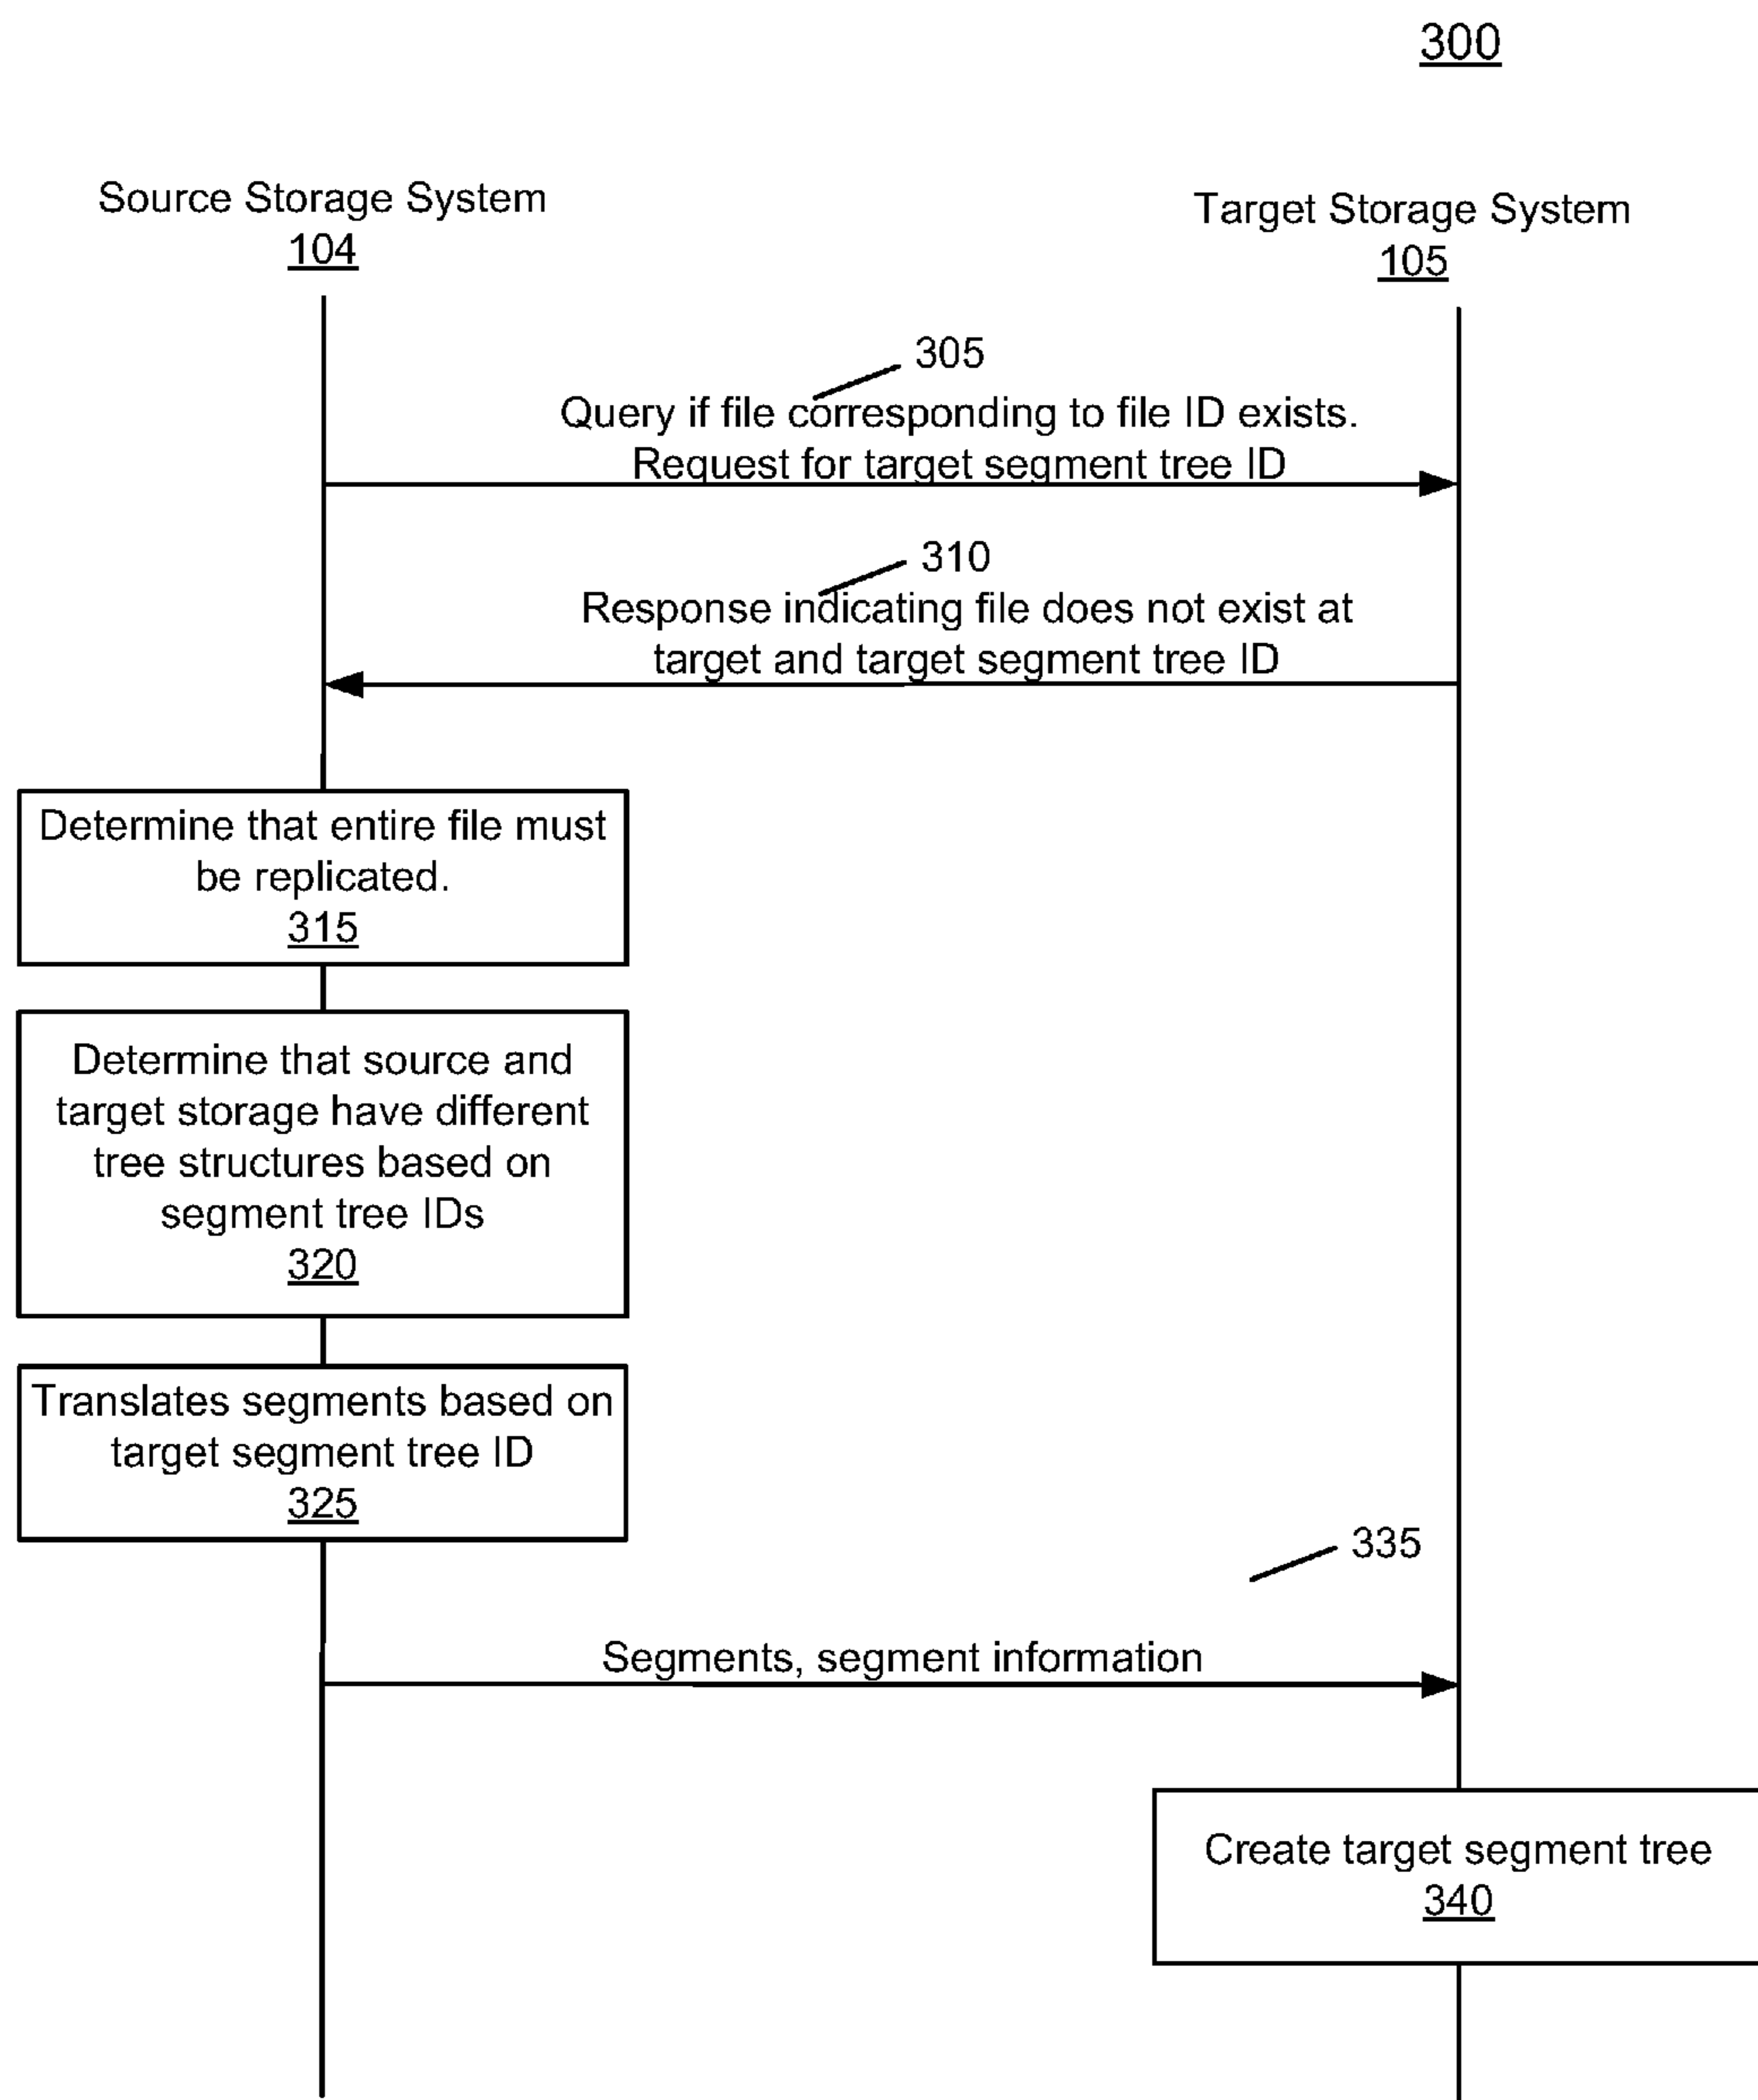 300
Source Storage System
104
Target Storage System
105
305
Query if file corresponding to file ID exists.
Request for target segment tree ID
310
Response indicating file does not exist at
target and target segment tree ID
Determine that entire file must
be replicated.
315
Determine that source and
target storage have different
tree structures based on
segment tree IDs
320
Translates segments based on
target segment tree ID
325
335
Segments, segment information
Create target segment tree
340